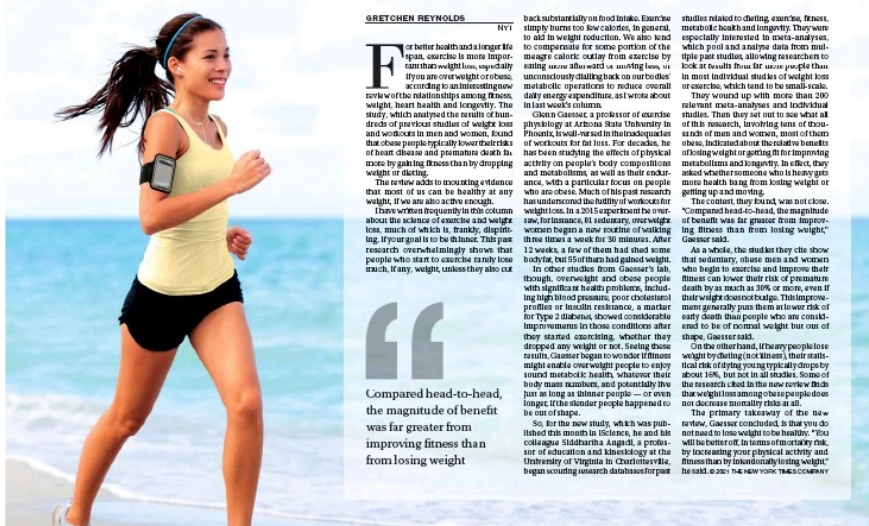 GRETCHEN REYNOLDS
NYT
For better health and a longer life
span, exercise is more impor-
tant than weight loss, especially
if you are overweight or obese,
according to an interesting new
review of the relationships among fitness,
weight, heart health and longevity. The
study, which analysed the results of hun-
dreds of previous studies of weight loss
and workouts in men and women, found
that obese people typically lower their risks
of heart disease and premature death far
more by gaining fitness than by dropping
weight or dieting.
The review adds to mounting evidence
that most of us can be healthy at any
weight, if we are also active enough.
I have written frequently in this column
about the science of exercise and weight
loss, much of which is, frankly, dispirit-
ing, if your goal is to be thinner. This past
research overwhelmingly shows that
people who start to exercise rarely lose
much, if any, weight, unless they also cut
Compared head-to-head,
the magnitude of benefit
was far greater from
improving fitness than
from losing weight
back substantially on food intake. Exercise
simply burns too few calories, in general,
to aid in weight reduction. We also tend
to compensate for some portion of the
meagre caloric outlay from exercise by
eating more afterward or moving less, or
unconsciously dialling back on our bodies'
metabolic operations to reduce overall
daily energy expenditure, as I wrote about
in last week's column.
Glenn Gaesser, a professor of exercise
physiology at Arizona State University in
Phoenix, is well-versed in the inadequacies
of workouts for fat loss. For decades, he
has been studying the effects of physical
activity on people's body compositions
and metabolisms, as well as their endur-
ance, with a particular focus on people
who are obese. Much of his past research
has underscored the futility of workouts for
weight loss. In a 2015 experiment he over-
saw, for instance, 81 sedentary, overweight
women began a new routine of walking
three times a week for 30 minutes. After
12 weeks, a few of them had shed some
body fat, but 55 of them had gained weight.
In other studies from Gaesser's lab,
though, overweight and obese people
with significant health problems, includ-
ing high blood pressure, poor cholesterol
profiles or insulin resistance, a marker
for Type 2 diabetes, showed considerable
improvements in those conditions after
they started exercising, whether they
dropped any weight or not. Seeing these
results, Gaesser began to wonder if fitness
might enable overweight people to enjoy
sound metabolic health, whatever their
body mass numbers, and potentially live
just as long as thinner people — or even
longer, if the slender people happened to
be out of shape.
So, for the new study, which was pub-
lished this month in iScience, he and his
colleague Siddhartha Angadi, a profes-
sor of education and kinesiology at the
University of Virginia in Charlottesville,
began scouring research databases for past
studies related to dieting, exercise, fitness,
metabolic health and longevity. They were
especially interested in meta-analyses,
which pool and analyse data from mul-
tiple past studies, allowing researchers to
look at results from far more people than
in most individual studies of weight loss
or exercise, which tend to be small-scale.
They wound up with more than 200
relevant meta-analyses and individual
studies. Then they set out to see what all
of this research, involving tens of thou-
sands of men and women, most of them
obese, indicated about the relative benefits
of losing weight or getting fit for improving
metabolisms and longevity. In effect, they
asked whether someone who is heavy gets
more health bang from losing weight or
getting up and moving.
The contest, they found, was not close.
"Compared head-to-head, the magnitude
of benefit was far greater from improv-
ing fitness than from losing weight,"
Gaesser said.
As a whole, the studies they cite show
that sedentary, obese men and women
who begin to exercise and improve their
fitness can lower their risk of premature
death by as much as 30% or more, even if
their weight does not budge. This improve-
ment generally puts them at lower risk of
early death than people who are consid-
ered to be of normal weight but out of
shape, Gaesser said.
On the other hand, if heavy people lose
weight by dieting (not illness), their statis-
tical risk of dying young typically drops by
about 16%, but not in all studies. Some of
the research cited in the new review finds
that weight loss among obese people does
not decrease mortality risks at all.
The primary takeaway of the new
review, Gaesser concluded, is that you do
not need to lose weight to be healthy. "You
will be better off, in terms of mortality risk,
by increasing your physical activity and
fitness than by intentionally losing weight,"
he said. © 2021 THE NEW YORK TIMES COMPANY